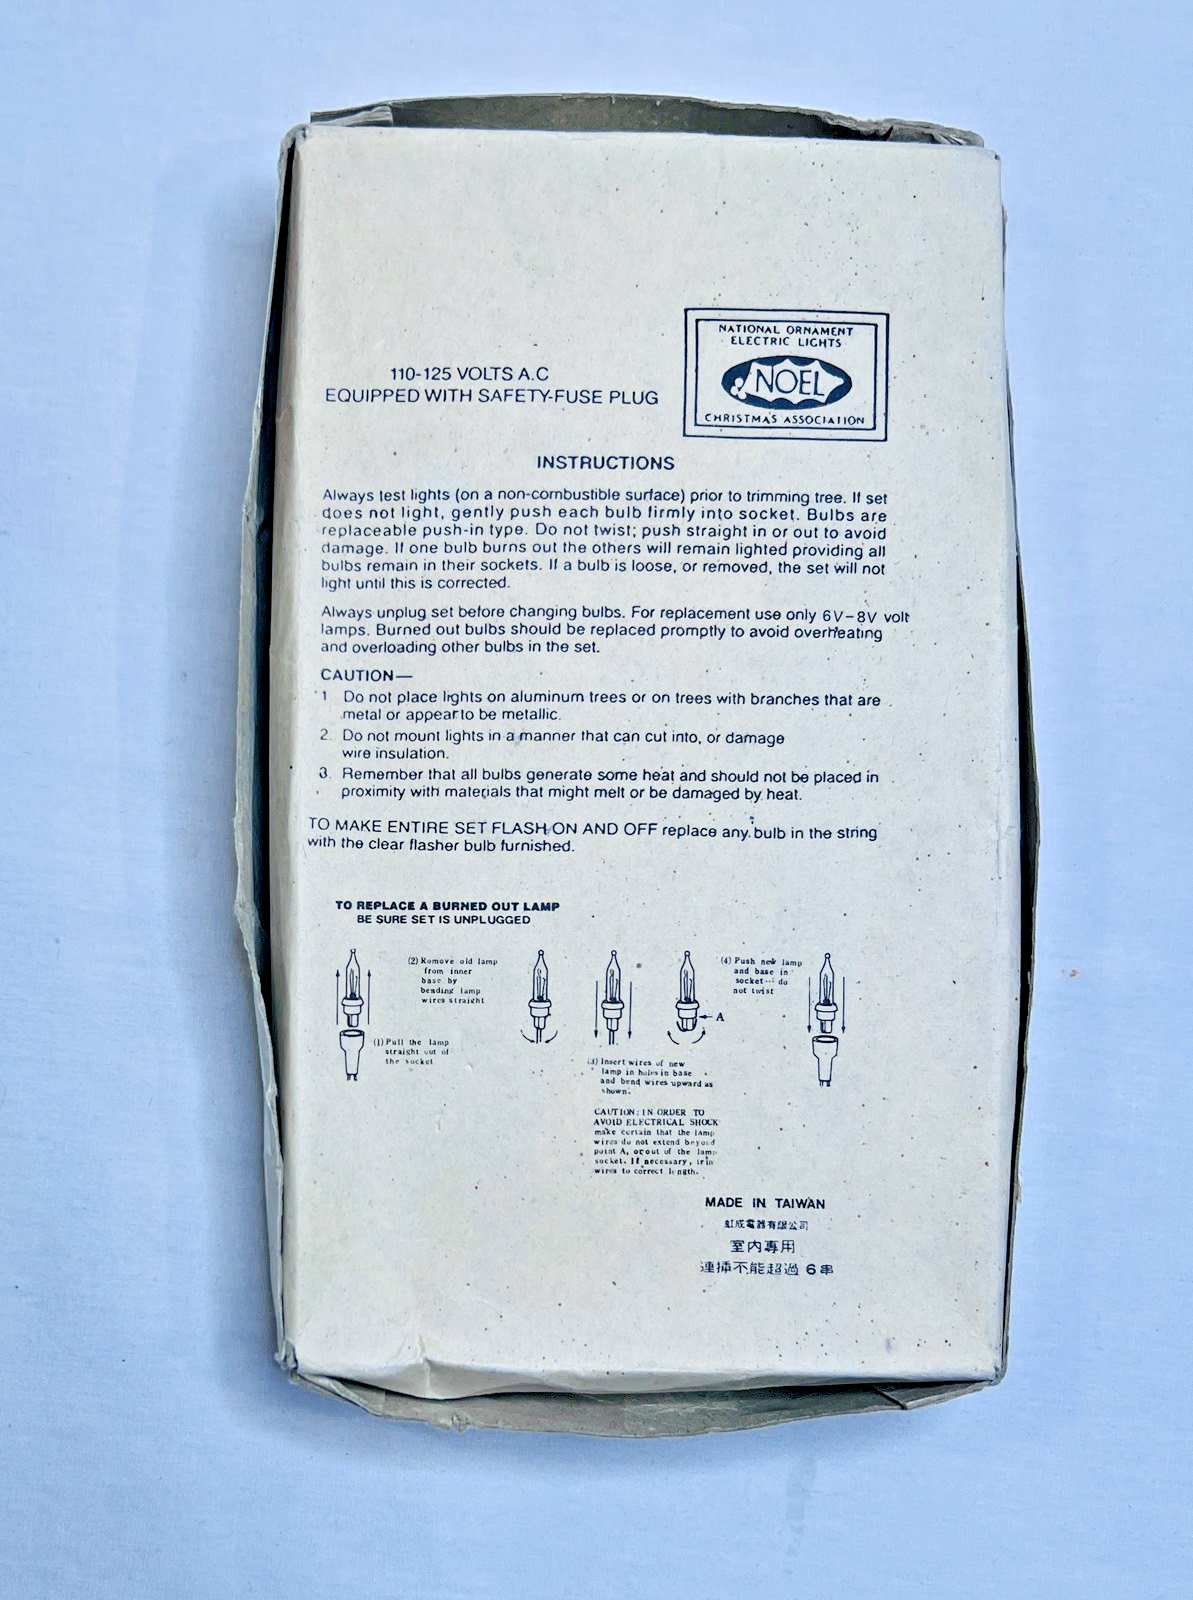 NATIONAL ORNAMENT
ELECTRIC LIGHTS
NOEL
CHRISTMAS ASSOCIATION
110-125 VOLTS A.C
EQUIPPED WITH SAFETY-FUSE PLUG
INSTRUCTIONS
Always test lights (on a non-combustible surface) prior to trimming tree. If set
does not light, gently push each bulb firmly into socket. Bulbs are
replaceable push-in type. Do not twist; push straight in or out to avoid
damage. If one bulb burns out the others will remain lighted providing all
bulbs remain in their sockets. If a bulb is loose, or removed, the set will not
light until this is corrected.
Always unplug set before changing bulbs. For replacement use only 6V-8V volt
lamps. Burned out bulbs should be replaced promptly to avoid overheating
and overloading other bulbs in the set.
CAUTION—
1 Do not place lights on aluminum trees or on trees with branches that are
metal or appear to be metallic.
2. Do not mount lights in a manner that can cut into, or damage
wire insulation.
3. Remember that all bulbs generate some heat and should not be placed in
proximity with materials that might melt or be damaged by heat.
TO MAKE ENTIRE SET FLASH ON AND OFF replace any bulb in the string
with the clear flasher bulb furnished.
TO REPLACE A BURNED OUT LAMP
BE SURE SET IS UNPLUGGED
(1) Pull the lamp
straight out of
the socket
(2) Remove old lamp
from inner
base by
bending lamp
wires straight
A
(3) Insert wires of new
lamp in holes in base
and bend wires upward as
shown.
(4) Push new lamp
and base in
socket--do
not twist
CAUTION: IN ORDER TO
AVOID ELECTRICAL SHOCK
make certain that the lamp
wires do not extend beyond
point A, or out of the lamp
socket. If necessary, trim
wires to correct length.
MADE IN TAIWAN
虹成電器有限公司
室內專用
連揷不能超過 6 串